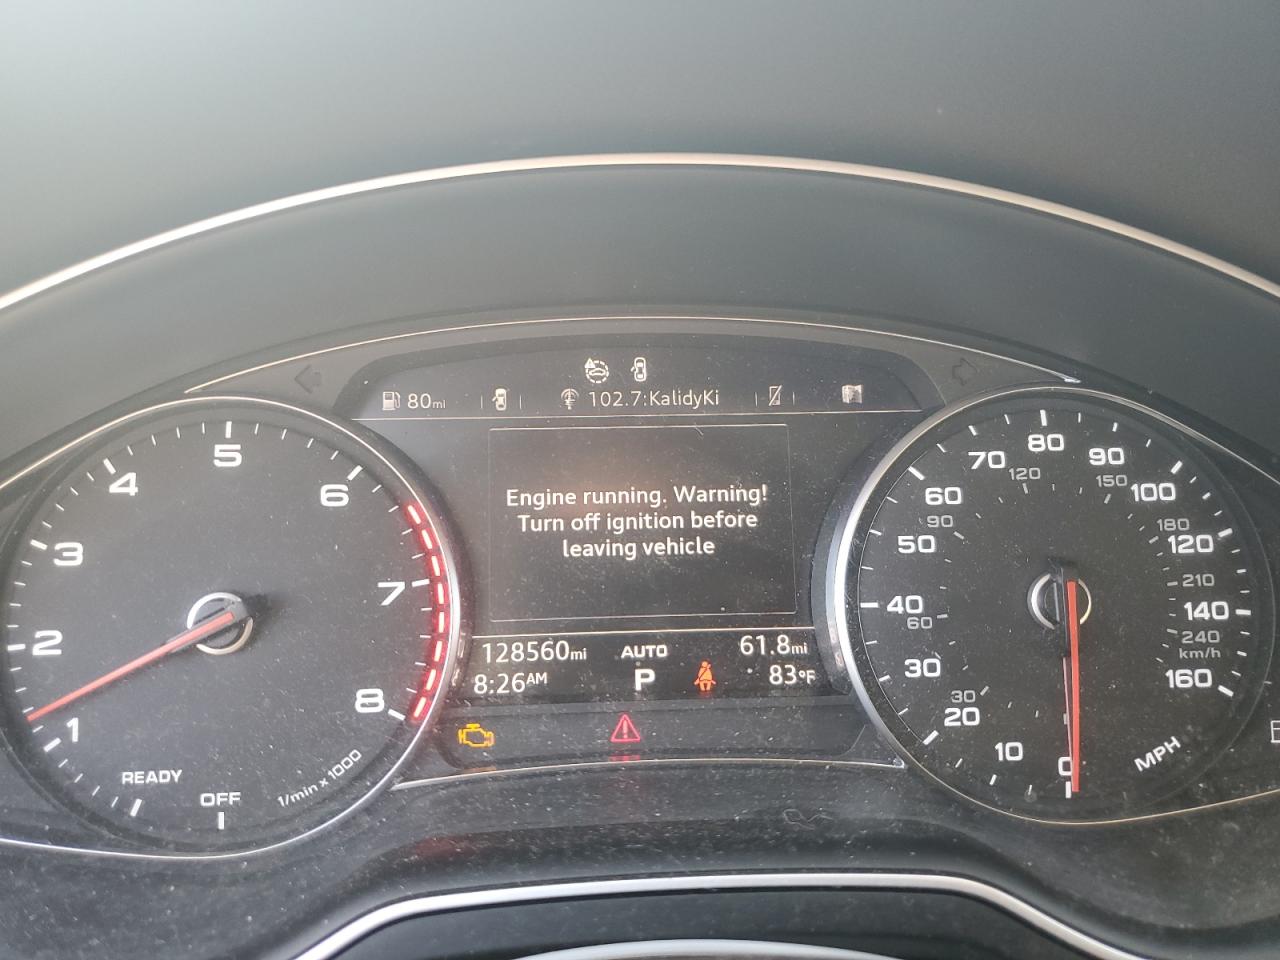 80mi
102.7:KalidyKi
Engine running. Warning!
Turn off ignition before
leaving vehicle
128560mi
AUTO
61.8mi
8:26AM
P
83°F
1
2
3
4
5
6
7
8
READY
OFF
1/min x 1000
0
10
20
30
40
50
60
70
80
90
100
120
140
160
MPH
30
60
90
120
150
180
210
240
km/h